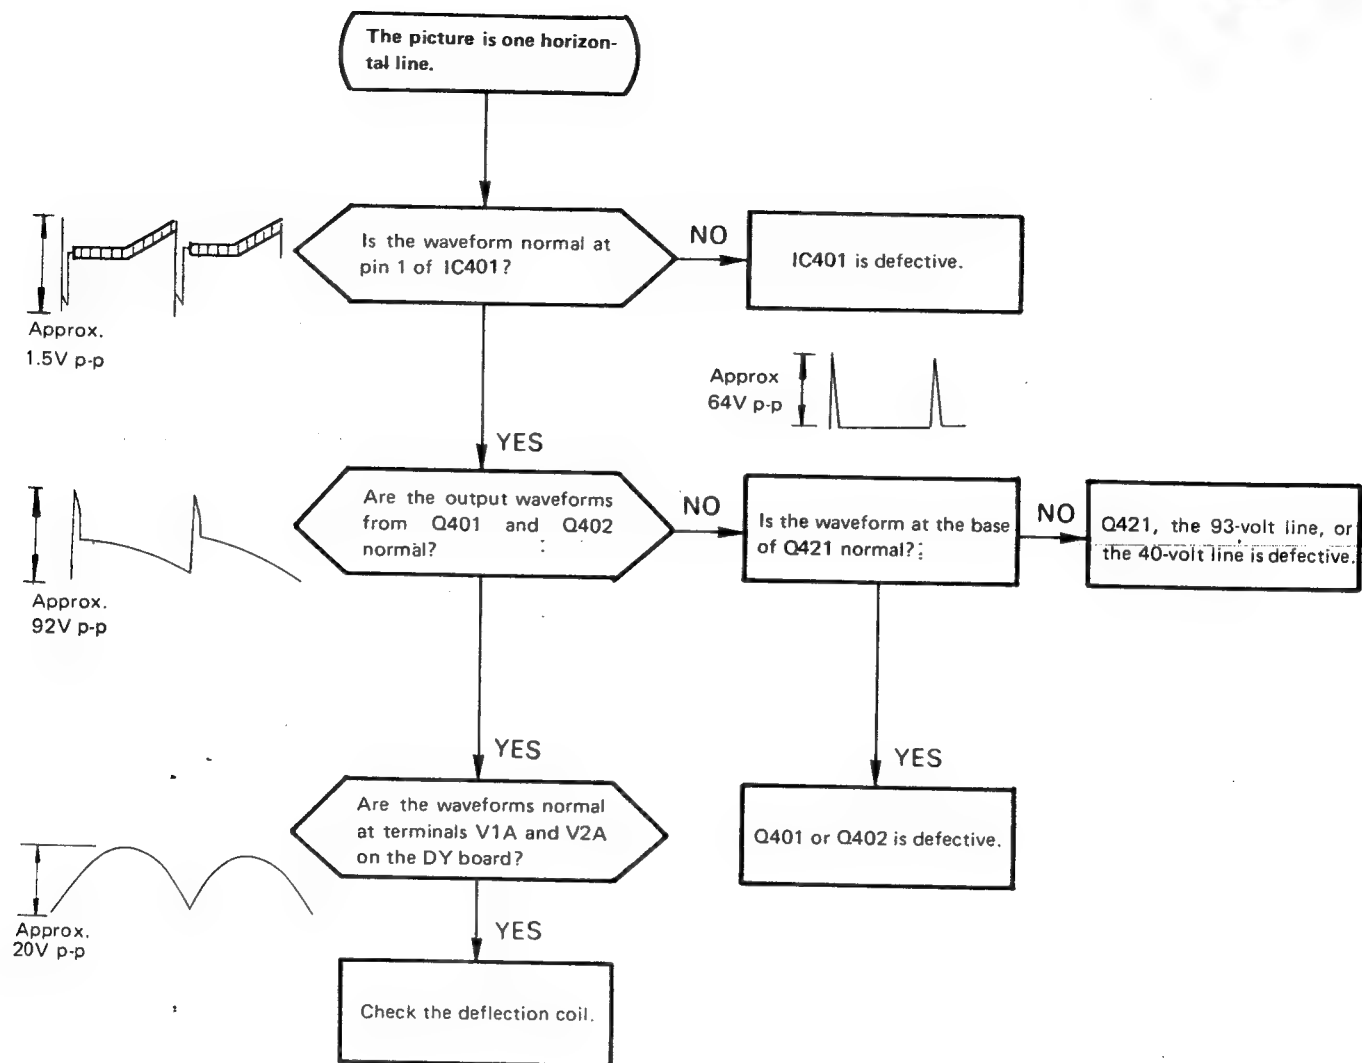 The picture is one horizon-
tal line.
Is the waveform normal at
pin 1 of IC401?
NO
IC401 is defective.
Approx.
1.5V p-p
Approx
64V p-p
YES
Are the output waveforms
from Q401 and Q402
normal?
NO
Is the waveform at the base
of Q421 normal?
NO
Q421, the 93-volt line, or
the 40-volt line is defective.
Approx.
92V p-p
YES
YES
Are the waveforms normal
at terminals V1A and V2A
on the DY board?
Q401 or Q402 is defective.
Approx.
20V p-p
YES
Check the deflection coil.